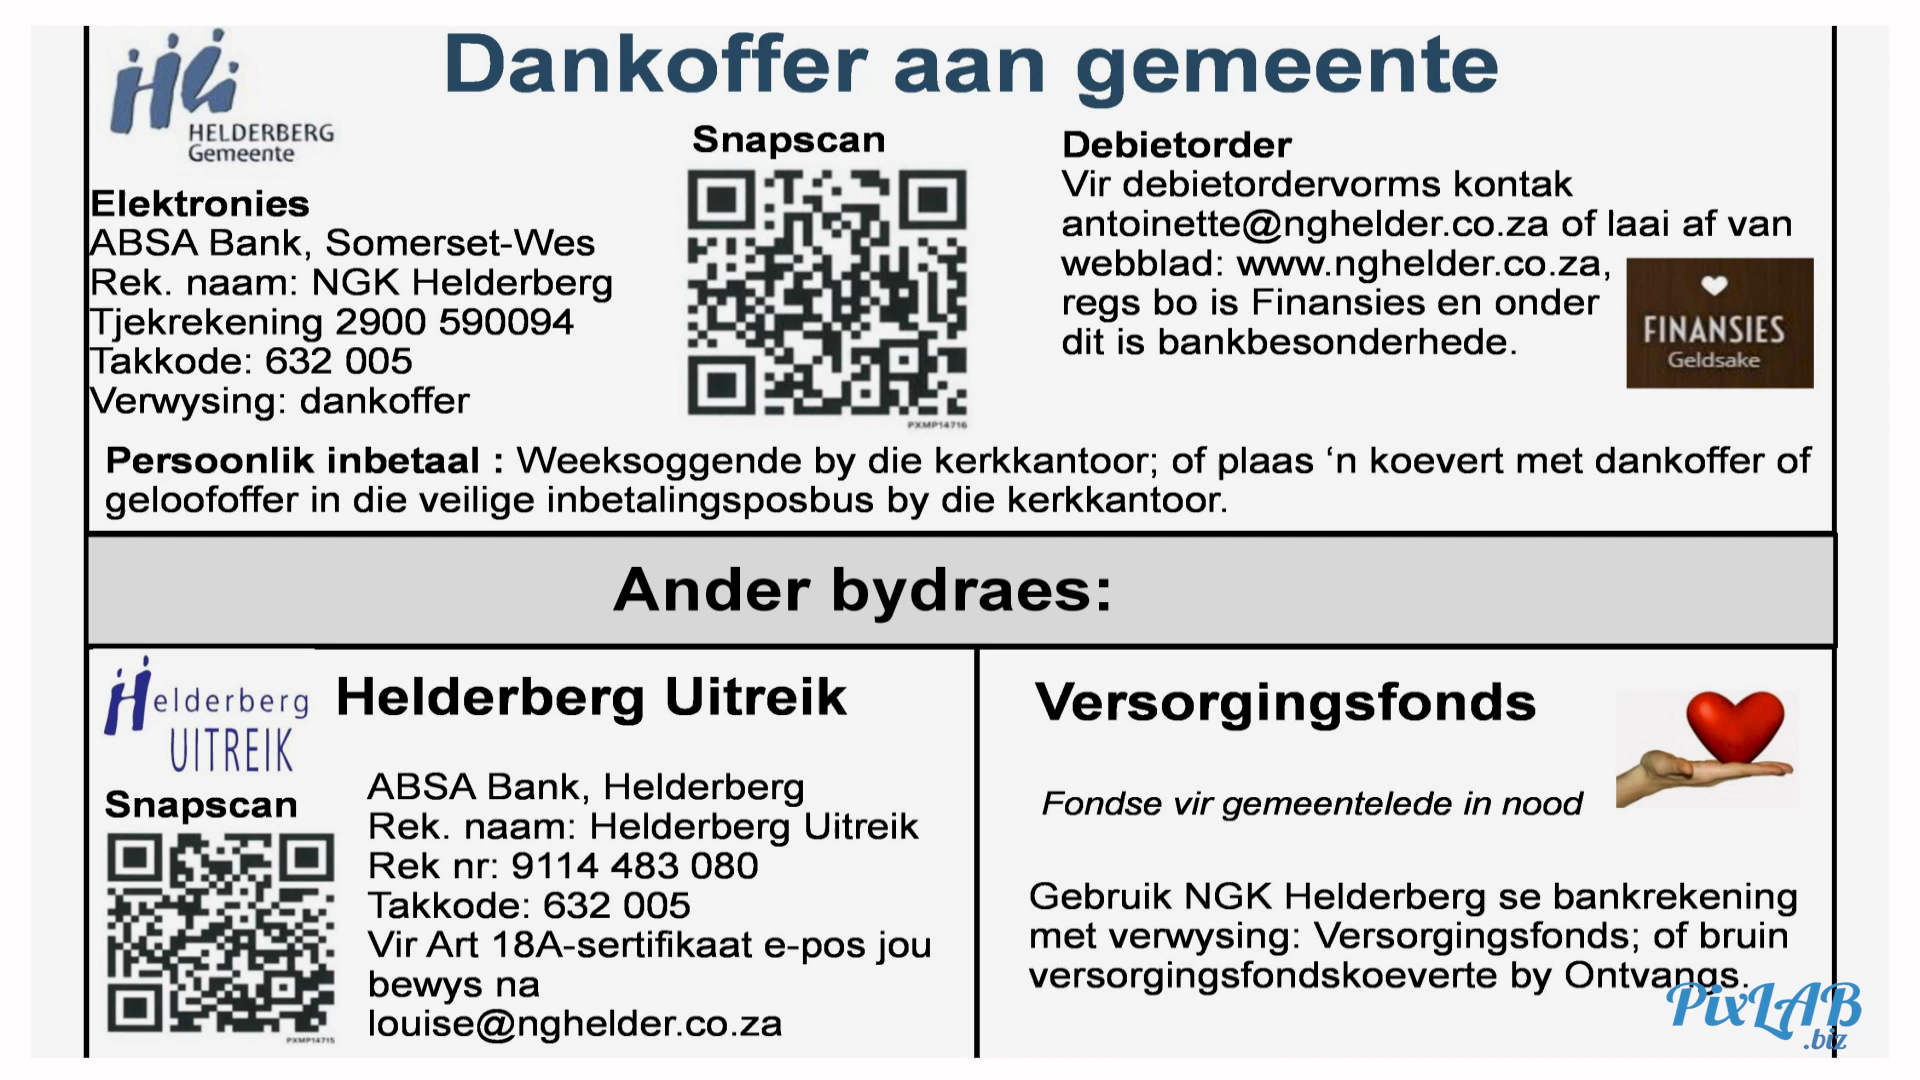 Dankoffer aan gemeente
HELDERBERG
Gemeente
Elektronies
ABSA Bank, Somerset-Wes
Rek. naam: NGK Helderberg
Tjekrekening 2900 590094
Takkode: 632 005
Verwysing: dankoffer
Snapscan
PXMP14716
Debietorder
Vir debietordervorms kontak
antoinette@nghelder.co.za of laai af van
webblad: www.nghelder.co.za,
regs bo is Finansies en onder
dit is bankbesonderhede.
FINANSIES
Geldsake
Persoonlik inbetaal : Weeksoggende by die kerkkantoor; of plaas ‘n koevert met dankoffer of
geloofoffer in die veilige inbetalingsposbus by die kerkkantoor.
Ander bydraes:
Helderberg
UITREIK
Helderberg Uitreik
Snapscan
PXMP14715
ABSA Bank, Helderberg
Rek. naam: Helderberg Uitreik
Rek nr: 9114 483 080
Takkode: 632 005
Vir Art 18A-sertifikaat e-pos jou
bewys na
louise@nghelder.co.za
Versorgingsfonds
Fondse vir gemeentelede in nood
Gebruik NGK Helderberg se bankrekening
met verwysing: Versorgingsfonds; of bruin
versorgingsfondskoeverte by Ontvangs.
PixLAB
.biz